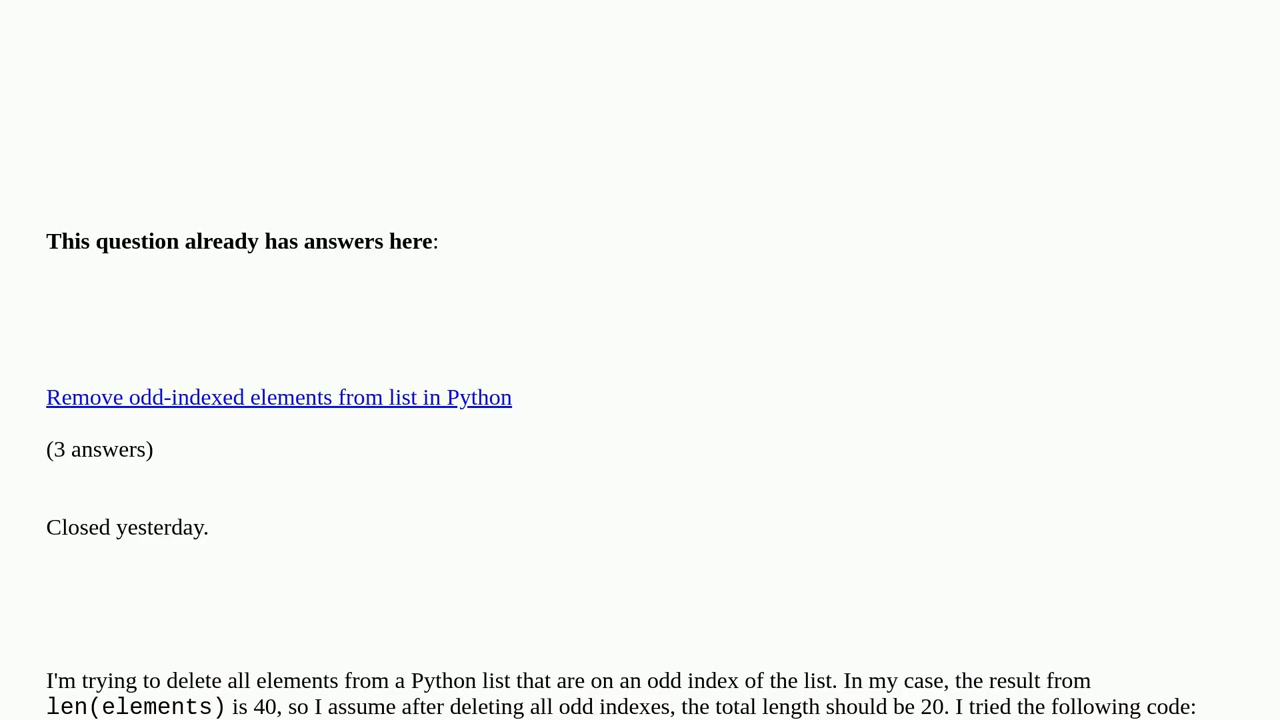 This question already has answers here:
Remove odd-indexed elements from list in Python
(3 answers)
Closed yesterday.
I'm trying to delete all elements from a Python list that are on an odd index of the list. In my case, the result from
len(elements) is 40, so I assume after deleting all odd indexes, the total length should be 20. I tried the following code: